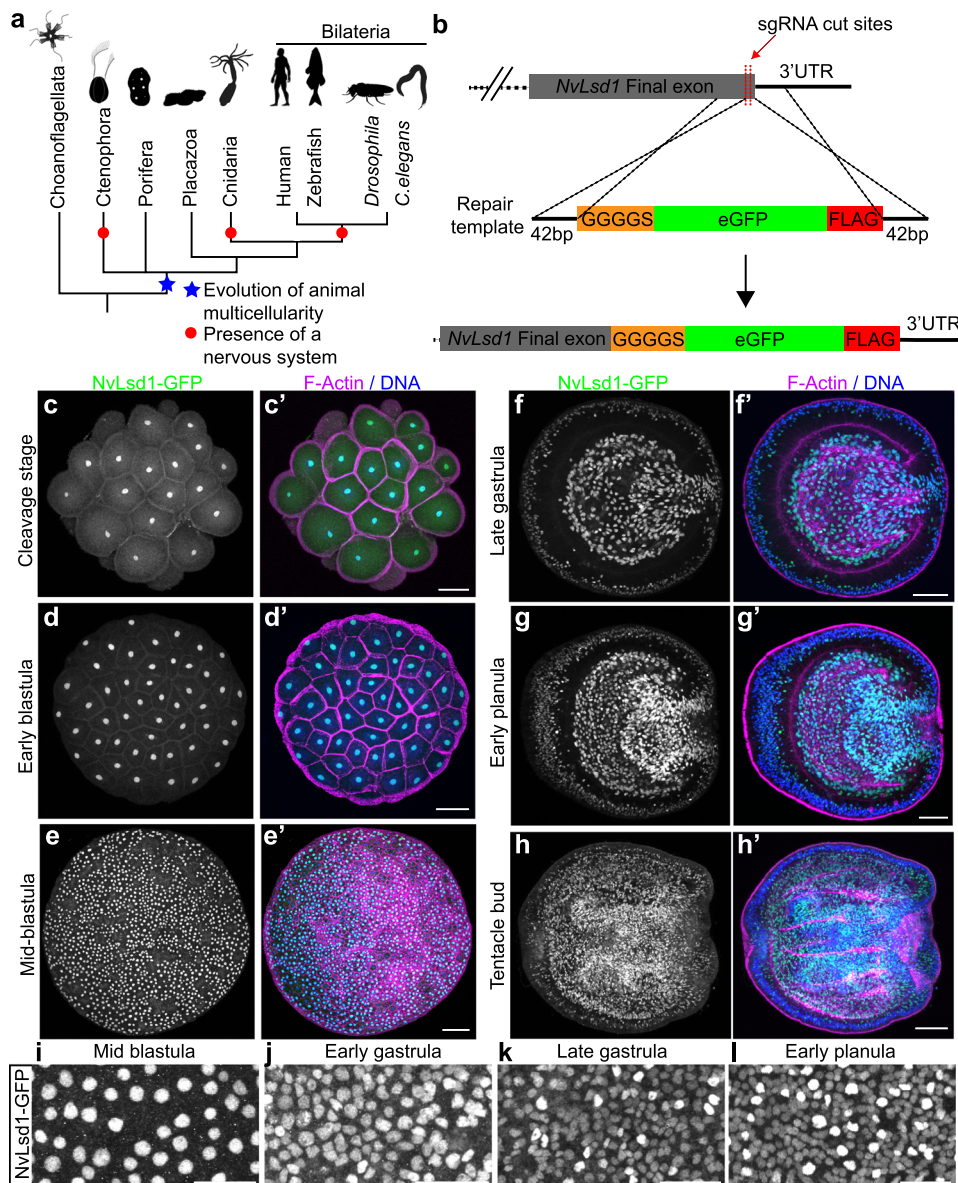 a
Bilateria
Choanoflagellata
Ctenophora
Porifera
Placazoa
Cnidaria
Human
Zebrafish
Drosophila
C.elegans
Evolution of animal
multicellularity
Presence of a
nervous system
b
sgRNA cut sites
3'UTR
NvLsd1 Final exon
Repair
template
GGGGS
eGFP
FLAG
42bp
42bp
NvLsd1 Final exon
GGGGS
eGFP
FLAG
3'UTR
NvLsd1-GFP
F-Actin / DNA
Cleavage stage
c
c'
Early blastula
d
d'
Mid-blastula
e
e'
NvLsd1-GFP
F-Actin / DNA
Late gastrula
f
f'
Early planula
g
g'
Tentacle bud
h
h'
NvLsd1-GFP
i
Mid blastula
j
Early gastrula
k
Late gastrula
l
Early planula